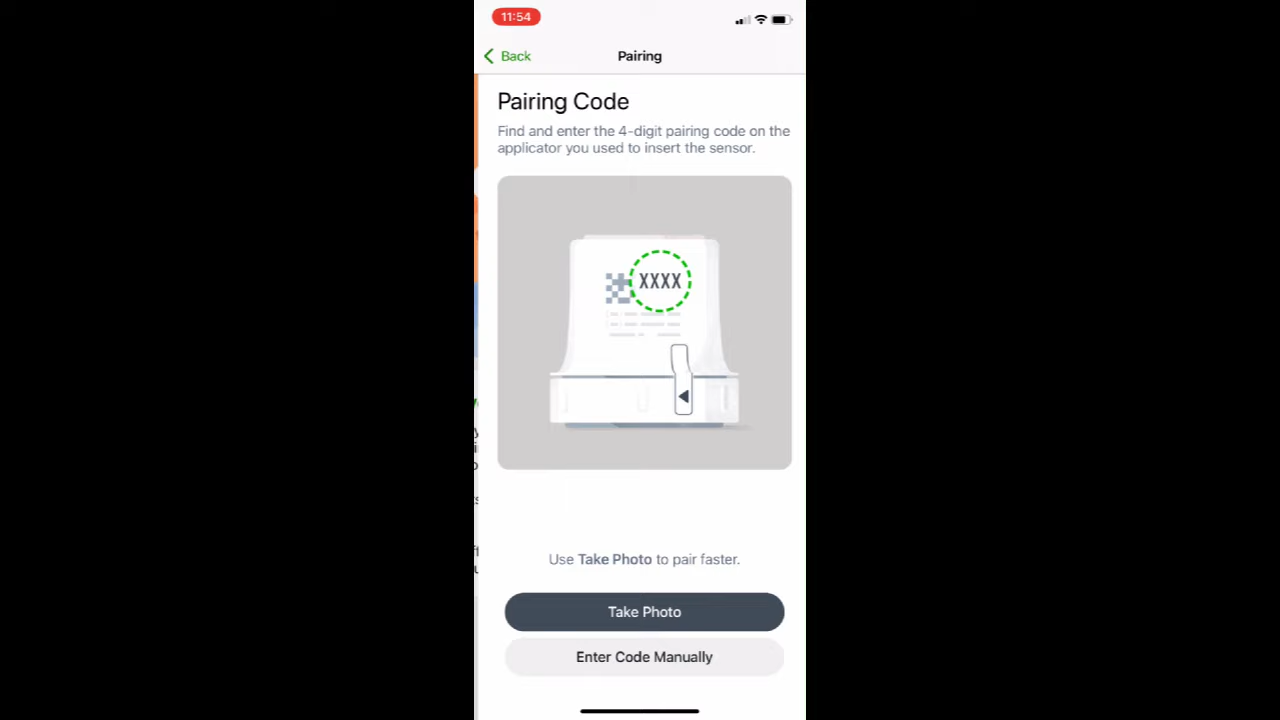 11:54
Back
Pairing
Pairing Code
Find and enter the 4-digit pairing code on the
applicator you used to insert the sensor.
XXXX
Use Take Photo to pair faster.
Take Photo
Enter Code Manually